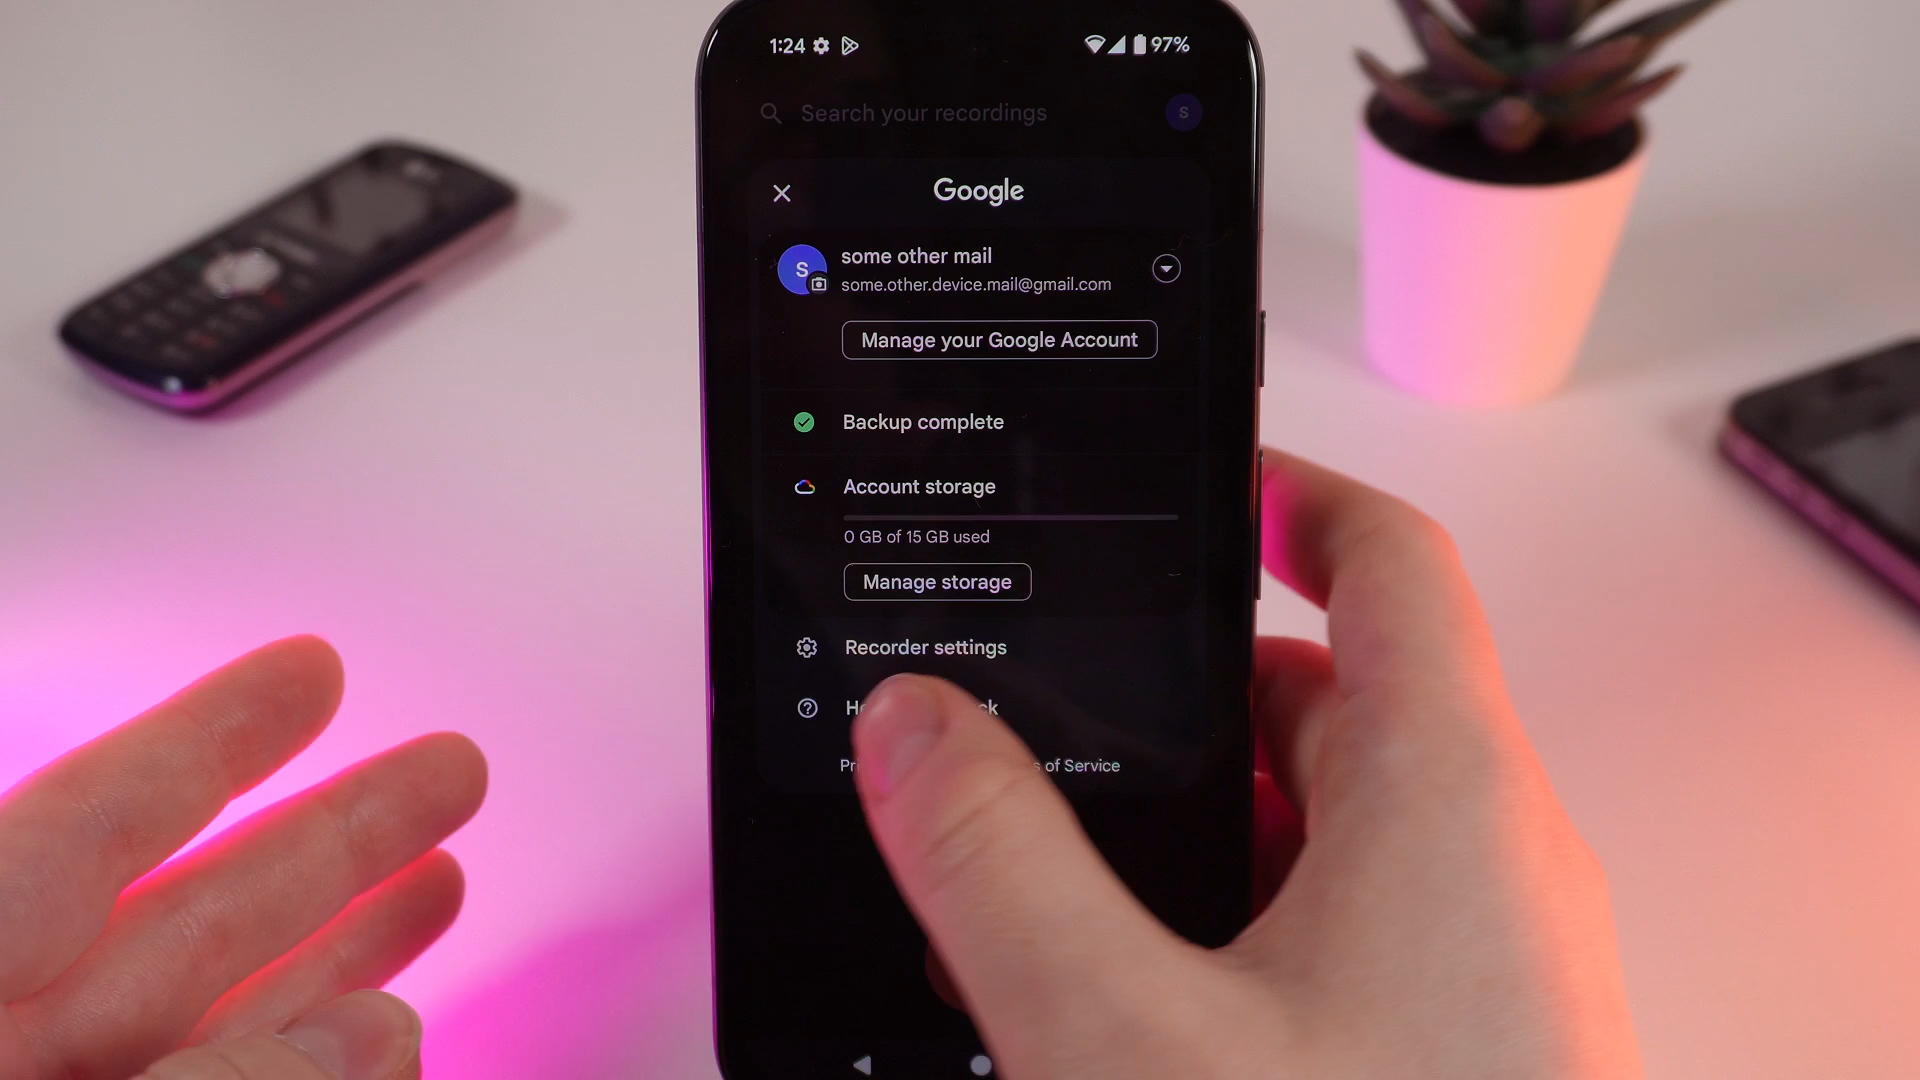 1:24 97%
Search your recordings S
Google
S some other mail
some.other.device.mail@gmail.com
Manage your Google Account
Backup complete
Account storage
0 GB of 15 GB used
Manage storage
Recorder settings
of Service